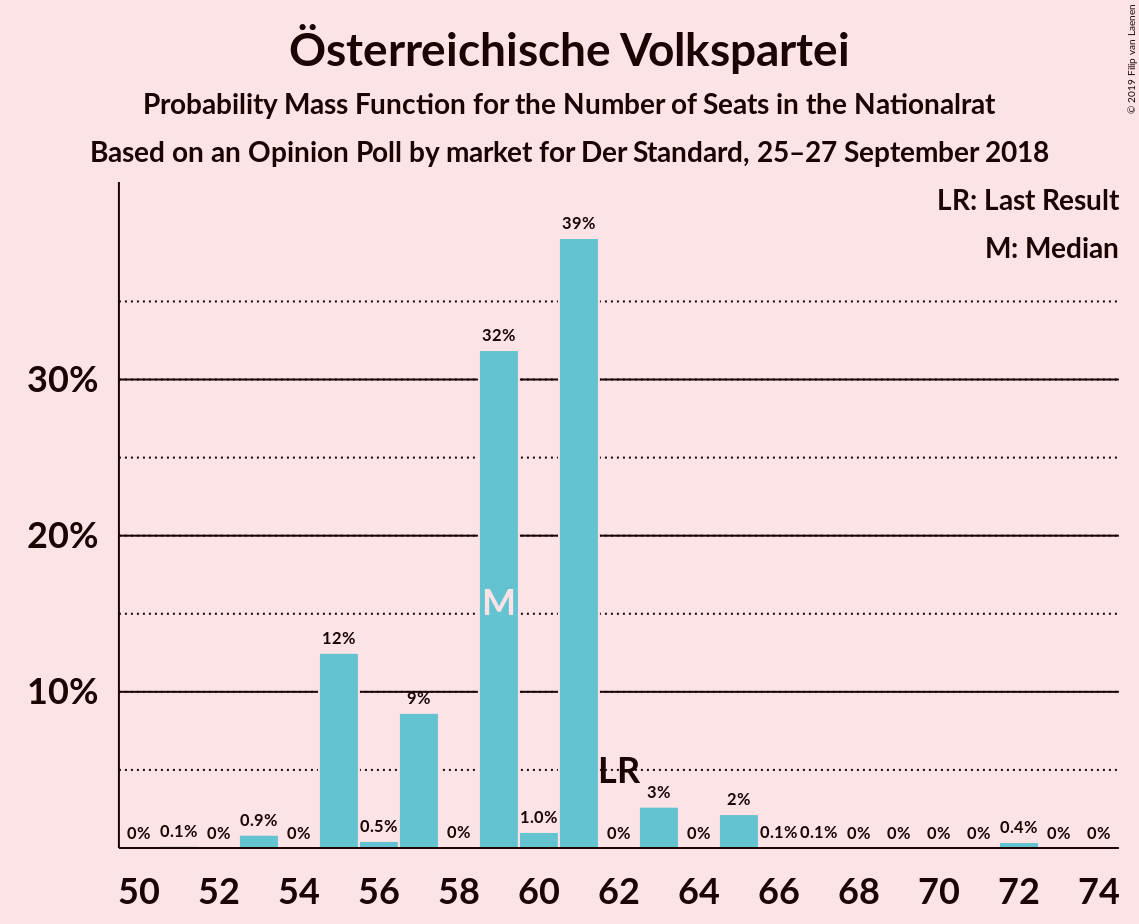 Österreichische Volkspartei
Probability Mass Function for the Number of Seats in the Nationalrat
Based on an Opinion Poll by market for Der Standard, 25–27 September 2018
© 2019 Filip van Laenen
LR: Last Result
M: Median
30%
20%
10%
0% 0.1% 0% 0.9% 0% 12% 0.5% 9% 0% 32% 1.0% 39% 0% 3% 0% 2% 0.1% 0.1% 0% 0% 0% 0% 0.4% 0% 0%
M
LR
50 52 54 56 58 60 62 64 66 68 70 72 74